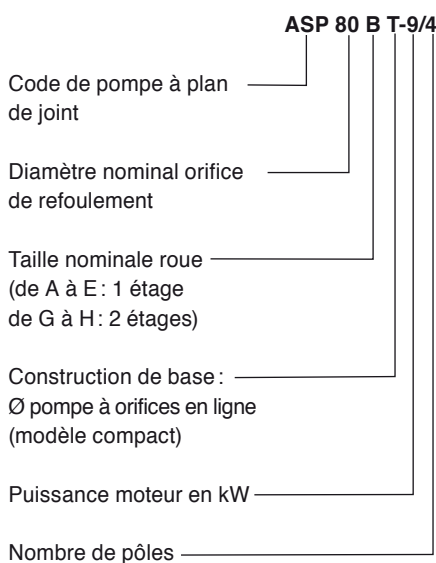 ASP 80 B T-9/4
Code de pompe à plan
de joint
Diamètre nominal orifice
de refoulement
Taille nominale roue
(de A à E : 1 étage
de G à H : 2 étages)
Construction de base :
Ø pompe à orifices en ligne
(modèle compact)
Puissance moteur en kW
Nombre de pôles